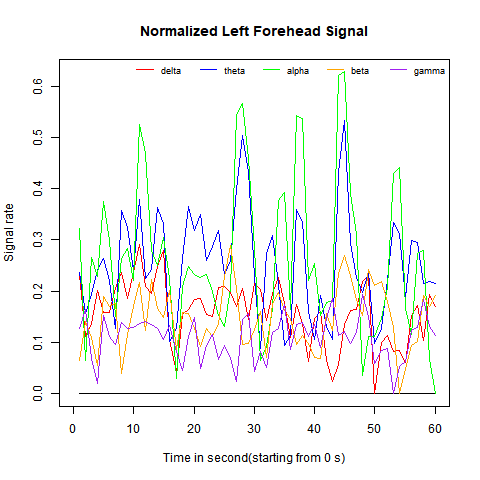 Normalized Left Forehead Signal
delta theta alpha beta gamma
Signal rate
0.6
0.5
0.4
0.3
0.2
0.1
0.0
0 10 20 30 40 50 60
Time in second(starting from 0 s)